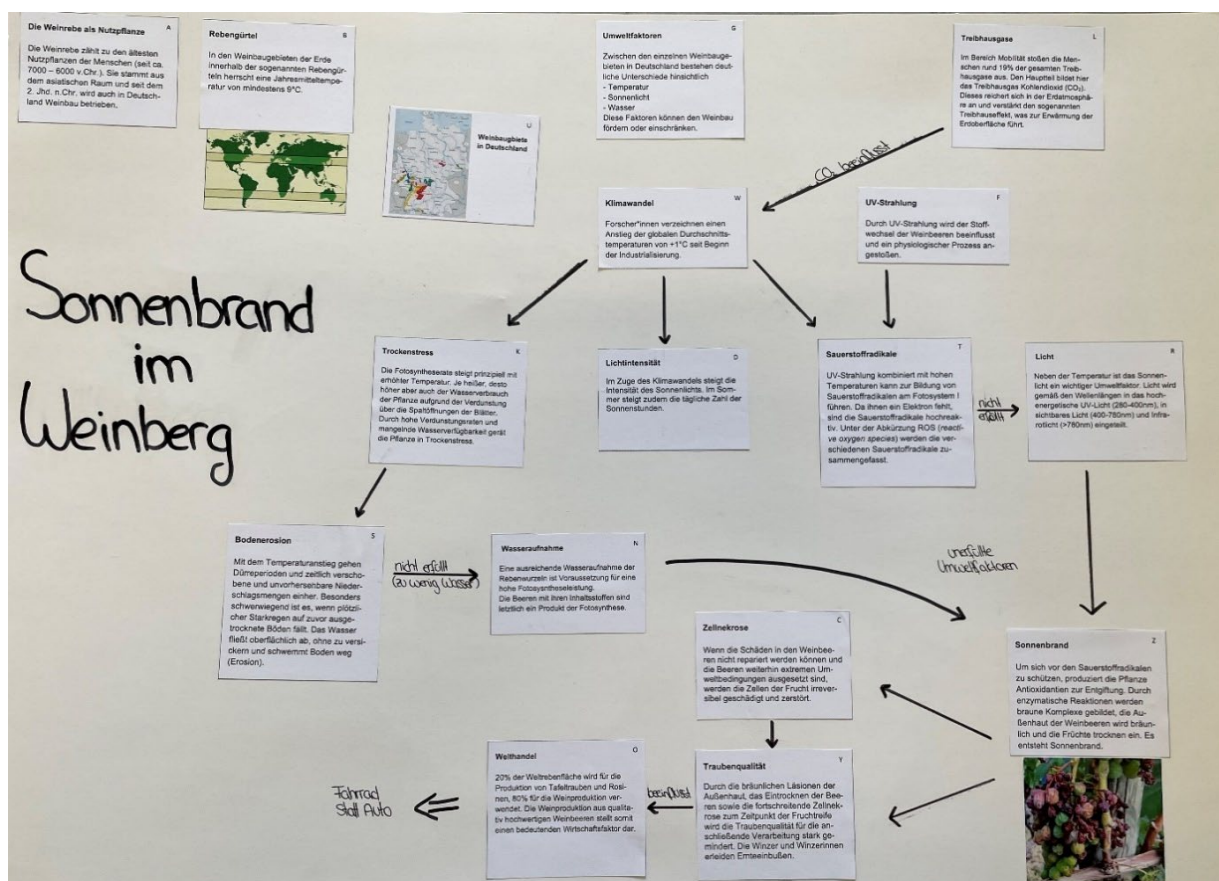 A
Die Weinrebe als Nutzpflanze
Die Weinrebe zählt zu den ältesten
Nutzpflanzen der Menschen (seit ca.
7000 – 6000 v.Chr.). Sie stammt aus
dem asiatischen Raum und seit dem
2. Jhd. n.Chr. wird auch in Deutsch-
land Weinbau betrieben.
B
Rebengürtel
In den Weinbaugebieten der Erde
innerhalb der sogenannten Rebengür-
teln herrscht eine Jahresmitteltempe-
ratur von mindestens 9°C.
U
Weinbaugbiete
in Deutschland
G
Umweltfaktoren
Zwischen den einzelnen Weinbauge-
bieten in Deutschland bestehen deut-
liche Unterschiede hinsichtlich
- Temperatur
- Sonnenlicht
- Wasser
Diese Faktoren können den Weinbau
fördern oder einschränken.
L
Treibhausgase
Im Bereich Mobilität stoßen die Men-
schen rund 19% der gesamten Treib-
hausgase aus. Den Hauptteil bildet hier
das Treibhausgas Kohlendioxid (CO₂).
Dieses reichert sich in der Erdatmosphä-
re an und verstärkt den sogenannten
Treibhauseffekt, was zur Erwärmung der
Erdoberfläche führt.
CO₂ beeinflusst
W
Klimawandel
Forscher*innen verzeichnen einen
Anstieg der globalen Durchschnitts-
temperaturen von +1°C seit Beginn
der Industrialisierung.
F
UV-Strahlung
Durch UV-Strahlung wird der Stoff-
wechsel der Weinbeeren beeinflusst
und ein physiologischer Prozess an-
gestoßen.
Sonnenbrand
im
Weinberg
K
Trockenstress
Die Fotosyntheserate steigt prinzipiell mit
erhöhter Temperatur. Je heißer, desto
höher aber auch der Wasserverbrauch
der Pflanze aufgrund der Verdunstung
über die Spaltöffnungen der Blätter.
Durch hohe Verdunstungsraten und
mangelnde Wasserverfügbarkeit gerät
die Pflanze in Trockenstress.
D
Lichtintensität
Im Zuge des Klimawandels steigt die
Intensität des Sonnenlichts. Im Som-
mer steigt zudem die tägliche Zahl der
Sonnenstunden.
T
Sauerstoffradikale
UV-Strahlung kombiniert mit hohen
Temperaturen kann zur Bildung von
Sauerstoffradikalen am Fotosystem I
führen. Da ihnen ein Elektron fehlt,
sind die Sauerstoffradikale hochreak-
tiv. Unter der Abkürzung ROS (reacti-
ve oxygen species) werden die ver-
schiedenen Sauerstoffradikale zu-
sammengefasst.
nicht
erfüllt
R
Licht
Neben der Temperatur ist das Sonnen-
licht ein wichtiger Umweltfaktor. Licht wird
gemäß den Wellenlängen in das hoch-
energetische UV-Licht (280-400nm), in
sichtbares Licht (400-780nm) und Infra-
rotlicht (>780nm) eingeteilt.
S
Bodenerosion
Mit dem Temperaturanstieg gehen
Dürreperioden und zeitlich verscho-
bene und unvorhersehbare Nieder-
schlagsmengen einher. Besonders
schwerwiegend ist es, wenn plötzli-
cher Starkregen auf zuvor ausge-
trocknete Böden fällt. Das Wasser
fließt oberflächlich ab, ohne zu versi-
ckern und schwemmt Boden weg
(Erosion).
nicht erfüllt
(zu wenig Wasser)
N
Wasseraufnahme
Eine ausreichende Wasseraufnahme der
Rebenwurzeln ist Voraussetzung für eine
hohe Fotosyntheseleistung.
Die Beeren mit ihren Inhaltsstoffen sind
letztlich ein Produkt der Fotosynthese.
unerfüllte
Umweltfaktoren
C
Zellnekrose
Wenn die Schäden in den Weinbee-
ren nicht repariert werden können und
die Beeren weiterhin extremen Um-
weltbedingungen ausgesetzt sind,
werden die Zellen der Frucht irrever-
sibel geschädigt und zerstört.
Z
Sonnenbrand
Um sich vor den Sauerstoffradikalen
zu schützen, produziert die Pflanze
Antioxidantien zur Entgiftung. Durch
enzymatische Reaktionen werden
braune Komplexe gebildet, die Au-
ßenhaut der Weinbeeren wird bräun-
lich und die Früchte trocknen ein. Es
entsteht Sonnenbrand.
Y
Traubenqualität
Durch die bräunlichen Läsionen der
Außenhaut, das Eintrocknen der Bee-
ren sowie die fortschreitende Zellnek-
rose zum Zeitpunkt der Fruchtreife
wird die Traubenqualität für die an-
schließende Verarbeitung stark ge-
mindert. Die Winzer und Winzerinnen
erleiden Ernteeinbußen.
beeinflusst
O
Welthandel
20% der Weltrebenfläche wird für die
Produktion von Tafeltrauben und Rosi-
nen, 80% für die Weinproduktion ver-
wendet. Die Weinproduktion aus qualita-
tiv hochwertigen Weinbeeren stellt somit
einen bedeutenden Wirtschaftsfaktor dar.
Fahrrad
statt Auto